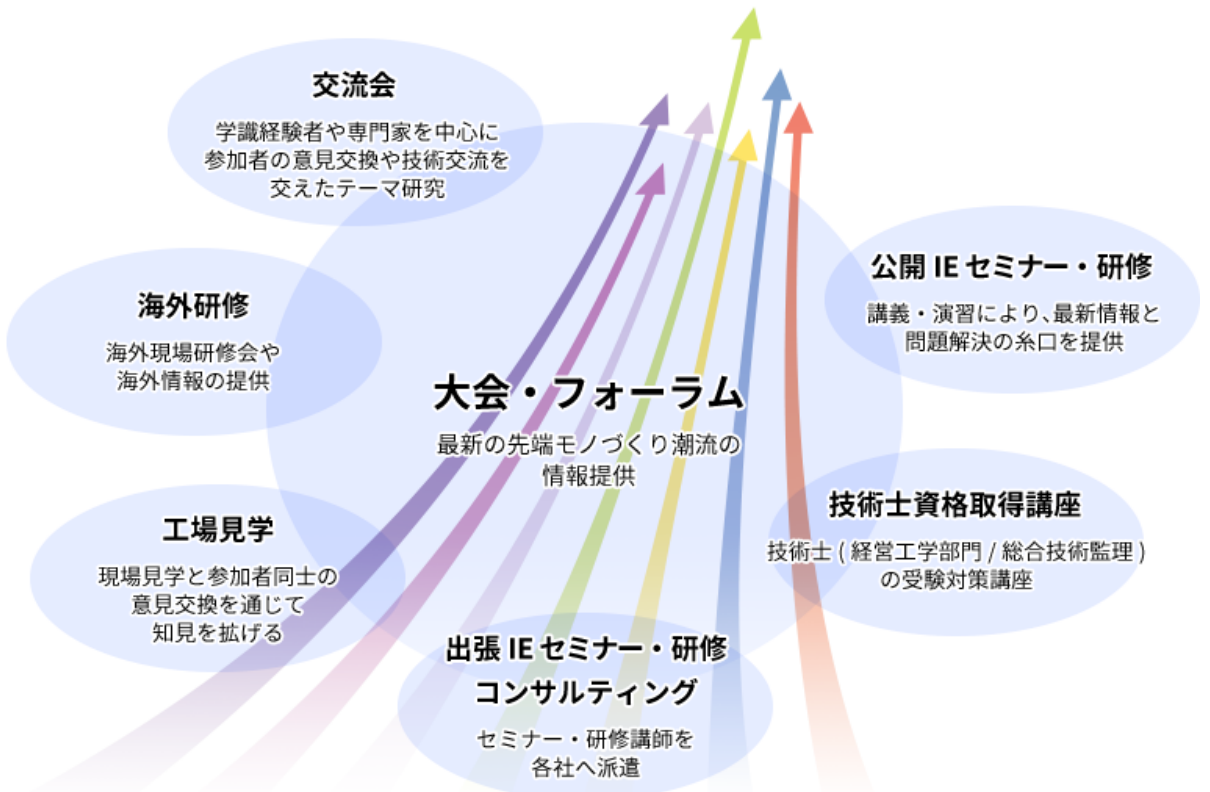 交流会
学識経験者や専門家を中心に
参加者の意見交換や技術交流を
交えたテーマ研究
海外研修
海外現場研修会や
海外情報の提供
公開 IE セミナー・研修
講義・演習により、最新情報と
問題解決の糸口を提供
大会・フォーラム
最新の先端モノづくり潮流の
情報提供
工場見学
現場見学と参加者同士の
意見交換を通じて
知見を拡げる
技術士資格取得講座
技術士 ( 経営工学部門 / 総合技術監理 )
の受験対策講座
出張 IE セミナー・研修
コンサルティング
セミナー・研修講師を
各社へ派遣